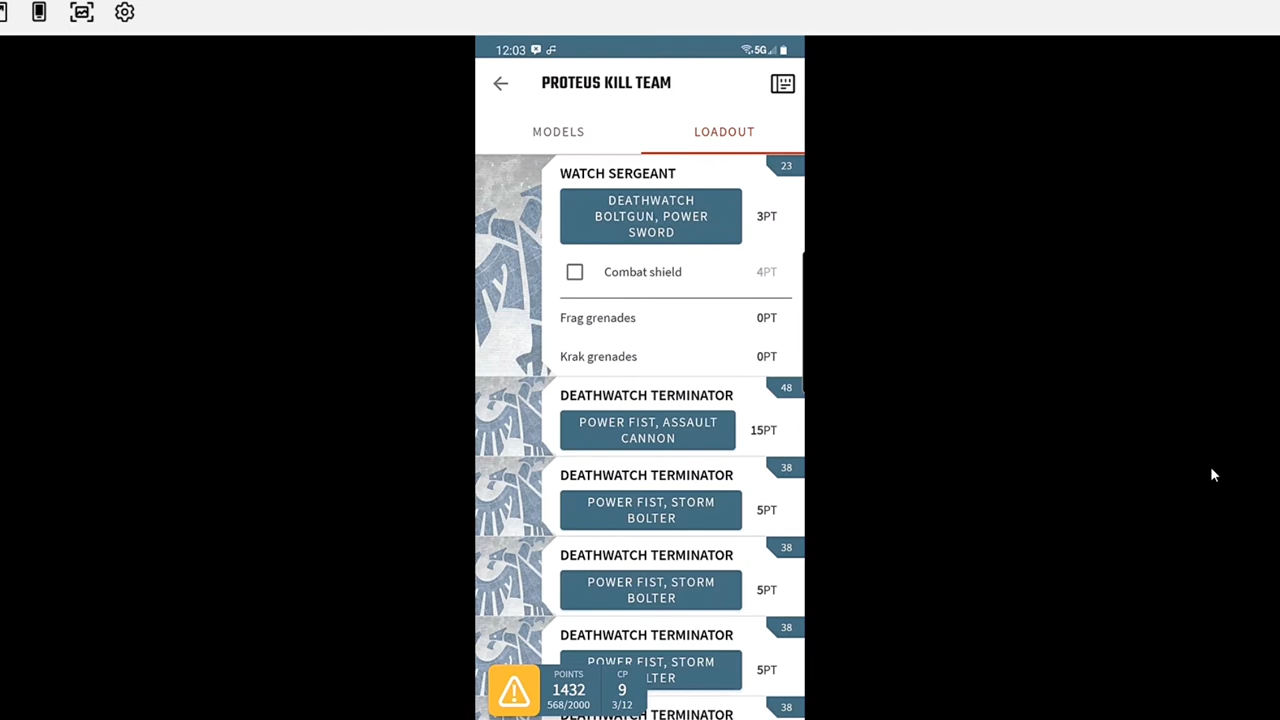 12:03
5G
PROTEUS KILL TEAM
MODELS
LOADOUT
23
WATCH SERGEANT
DEATHWATCH
BOLTGUN, POWER
SWORD
3PT
Combat shield
4PT
Frag grenades
0PT
Krak grenades
0PT
48
DEATHWATCH TERMINATOR
POWER FIST, ASSAULT
CANNON
15PT
38
DEATHWATCH TERMINATOR
POWER FIST, STORM
BOLTER
5PT
38
DEATHWATCH TERMINATOR
POWER FIST, STORM
BOLTER
5PT
38
DEATHWATCH TERMINATOR
POWER FIST, STORM
LTER
5PT
POINTS
1432
568/2000
CP
9
3/12
38
DEATHWATCH TERMINATOR